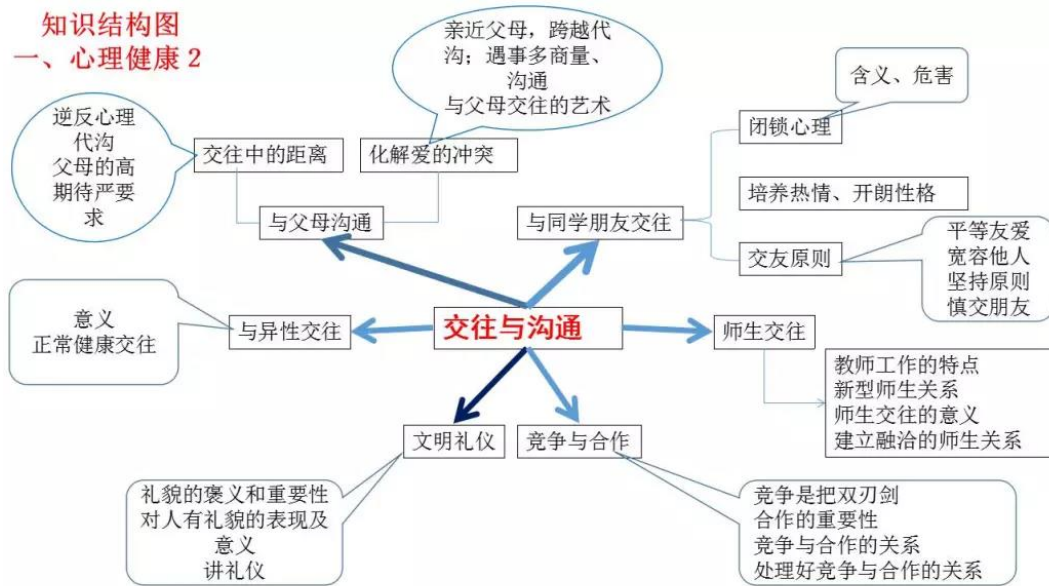 知识结构图
一、心理健康 2
亲近父母，跨越代
沟；遇事多商量、
沟通
与父母交往的艺术
含义、危害
逆反心理
代沟
父母的高
期待严要
求
交往中的距离
化解爱的冲突
闭锁心理
培养热情、开朗性格
与父母沟通
与同学朋友交往
交友原则
平等友爱
宽容他人
坚持原则
慎交朋友
意义
正常健康交往
与异性交往
交往与沟通
师生交往
教师工作的特点
新型师生关系
师生交往的意义
建立融洽的师生关系
文明礼仪
竞争与合作
礼貌的褒义和重要性
对人有礼貌的表现及
意义
讲礼仪
竞争是把双刃剑
合作的重要性
竞争与合作的关系
处理好竞争与合作的关系